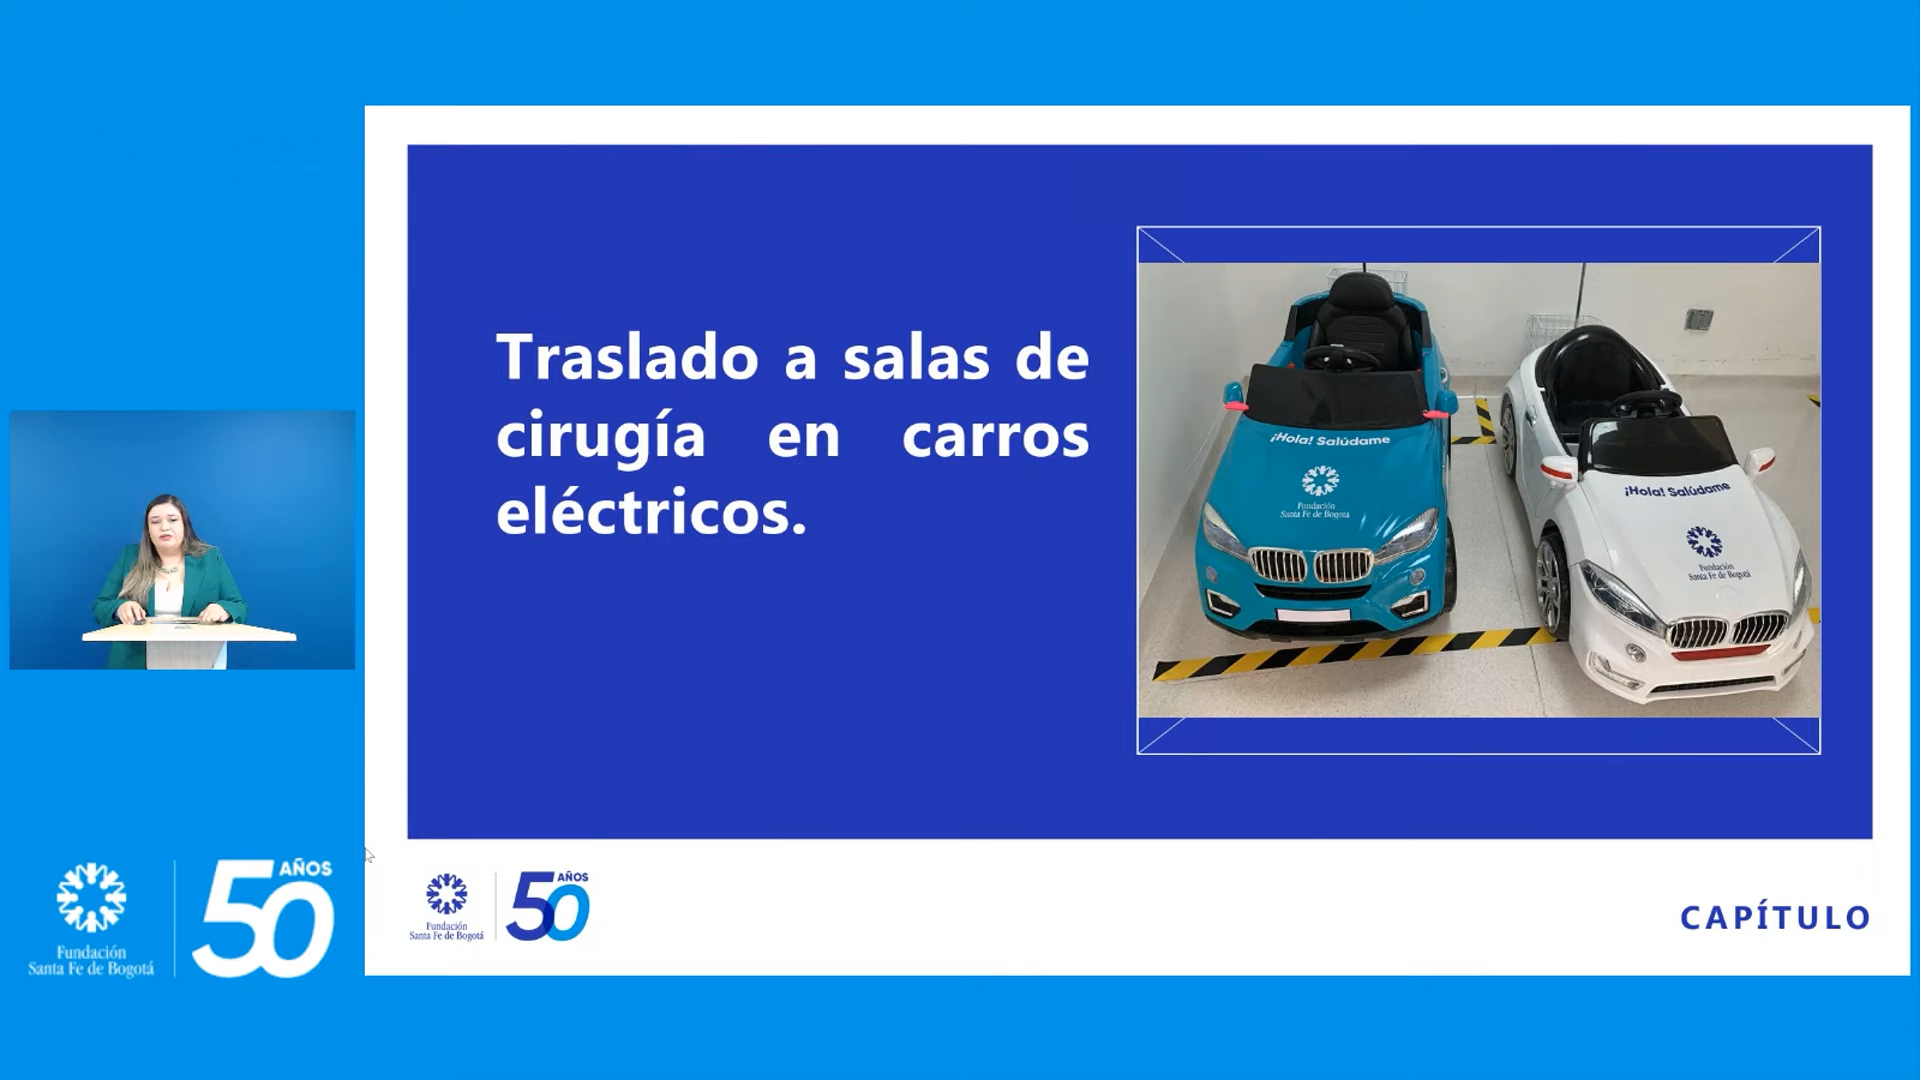 Traslado a salas de
cirugía en carros
eléctricos.
¡Hola! Salúdame
Fundación
Santa Fe de Bogotá
¡Hola! Salúdame
Fundación
Santa Fe de Bogotá
Fundación
Santa Fe de Bogotá
50 AÑOS
Fundación
Santa Fe de Bogotá
50 AÑOS
CAPÍTULO